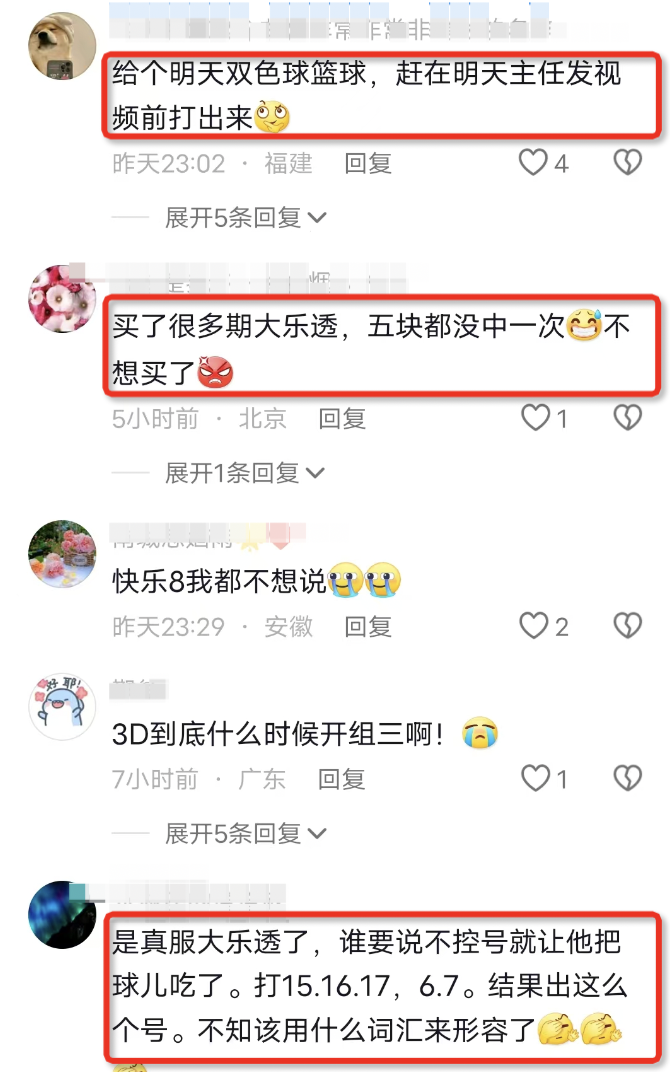 给个明天双色球篮球，赶在明天主任发视
频前打出来
昨天23:02 · 福建 回复 4
展开5条回复
买了很多期大乐透，五块都没中一次不
想买了
5小时前 · 北京 回复 1
展开1条回复
快乐8我都不想说
昨天23:29 · 安徽 回复 2
好耶!
3D到底什么时候开组三啊！
7小时前 · 广东 回复 1
展开5条回复
是真服大乐透了，谁要说不控号就让他把
球儿吃了。打15.16.17，6.7。结果出这么
个号。不知该用什么词汇来形容了